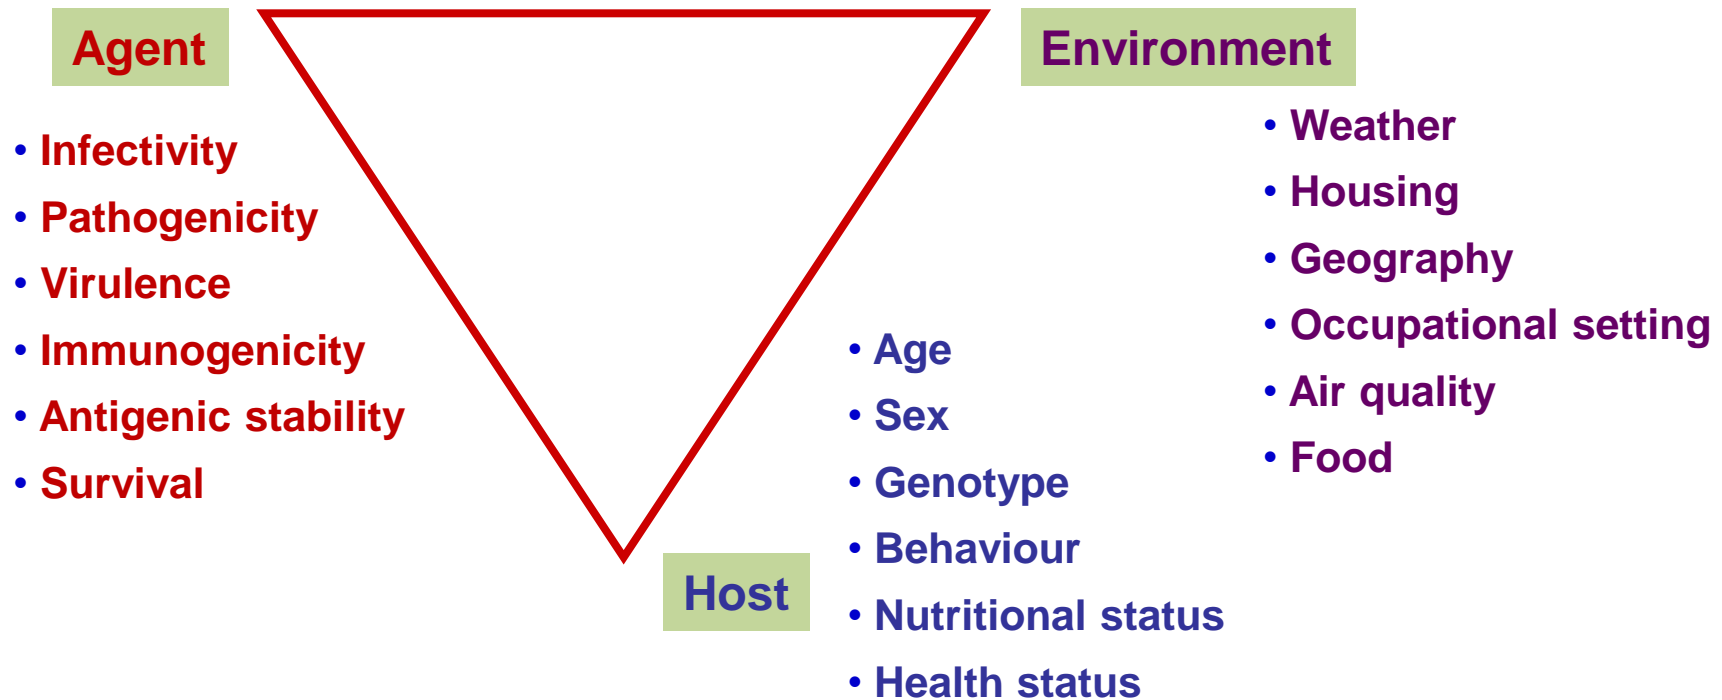 Agent
• Infectivity
• Pathogenicity
• Virulence
• Immunogenicity
• Antigenic stability
• Survival
Environment
• Weather
• Housing
• Geography
• Occupational setting
• Air quality
• Food
Host
• Age
• Sex
• Genotype
• Behaviour
• Nutritional status
• Health status